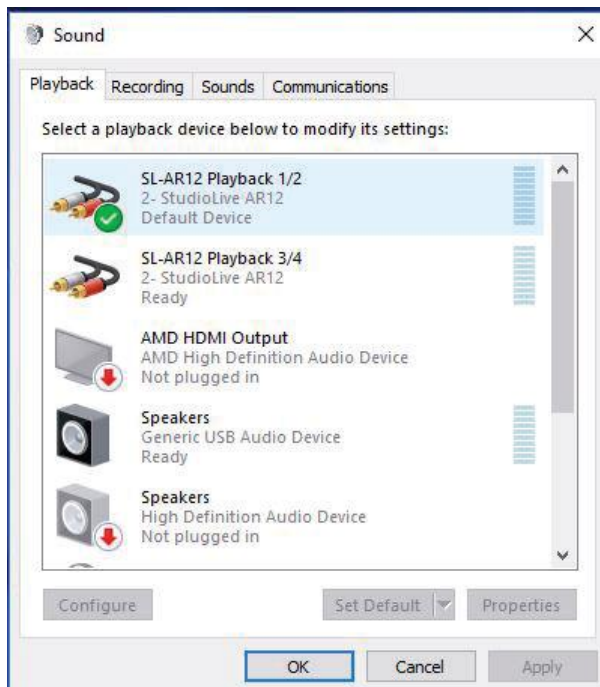 Sound
Playback Recording Sounds Communications
Select a playback device below to modify its settings:
SL-AR12 Playback 1/2
2- StudioLive AR12
Default Device
SL-AR12 Playback 3/4
2- StudioLive AR12
Ready
AMD HDMI Output
AMD High Definition Audio Device
Not plugged in
Speakers
Generic USB Audio Device
Ready
Speakers
High Definition Audio Device
Not plugged in
Configure Set Default Properties
OK Cancel Apply